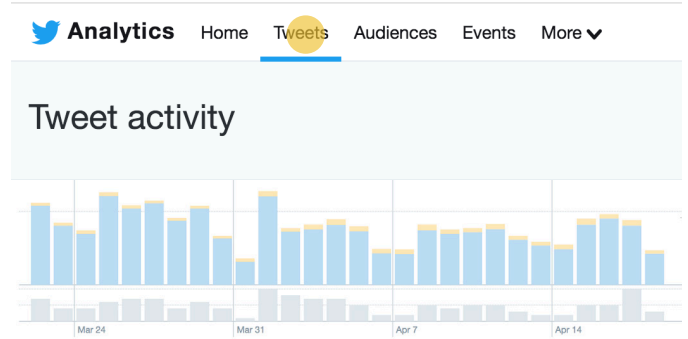 Analytics Home Tweets Audiences Events More
Tweet activity
Mar 24 Mar 31 Apr 7 Apr 14